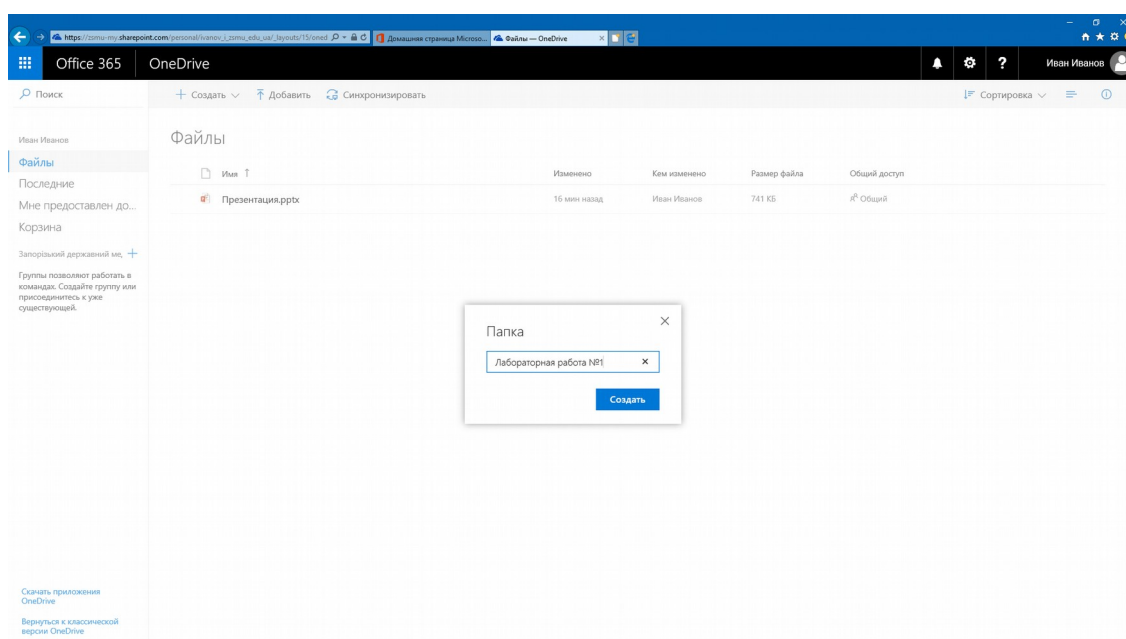 https://zsmu-my.sharepoint.com/personal/ivanov_i_zsmu_edu_ua/_layouts/15/oned
Домашняя страница Microso...
Файлы — OneDrive
Office 365
OneDrive
?
Иван Иванов
Поиск
Создать
Добавить
Синхронизировать
Сортировка
Иван Иванов
Файлы
Последние
Мне предоставлен до...
Корзина
Запорізький державний ме,
Группы позволяют работать в
командах. Создайте группу или
присоединитесь к уже
существующей.
Файлы
Имя ↑ Изменено Кем изменено Размер файла Общий доступ
Презентация.pptx 16 мин назад Иван Иванов 741 КБ Общий
Папка
Лабораторная работа №1
Создать
Скачать приложения
OneDrive
Вернуться к классической
версии OneDrive